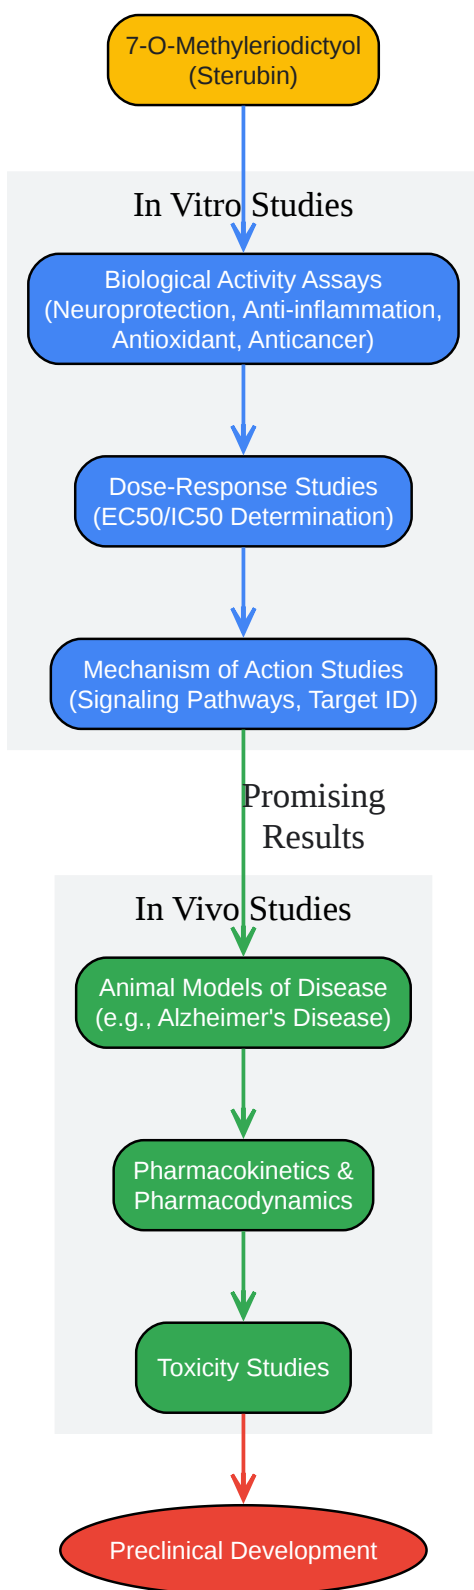 7-O-Methyleriodictyol
(Sterubin)
In Vitro Studies
Biological Activity Assays
(Neuroprotection, Anti-inflammation,
Antioxidant, Anticancer)
Dose-Response Studies
(EC50/IC50 Determination)
Mechanism of Action Studies
(Signaling Pathways, Target ID)
Promising
Results
In Vivo Studies
Animal Models of Disease
(e.g., Alzheimer's Disease)
Pharmacokinetics &
Pharmacodynamics
Toxicity Studies
Preclinical Development